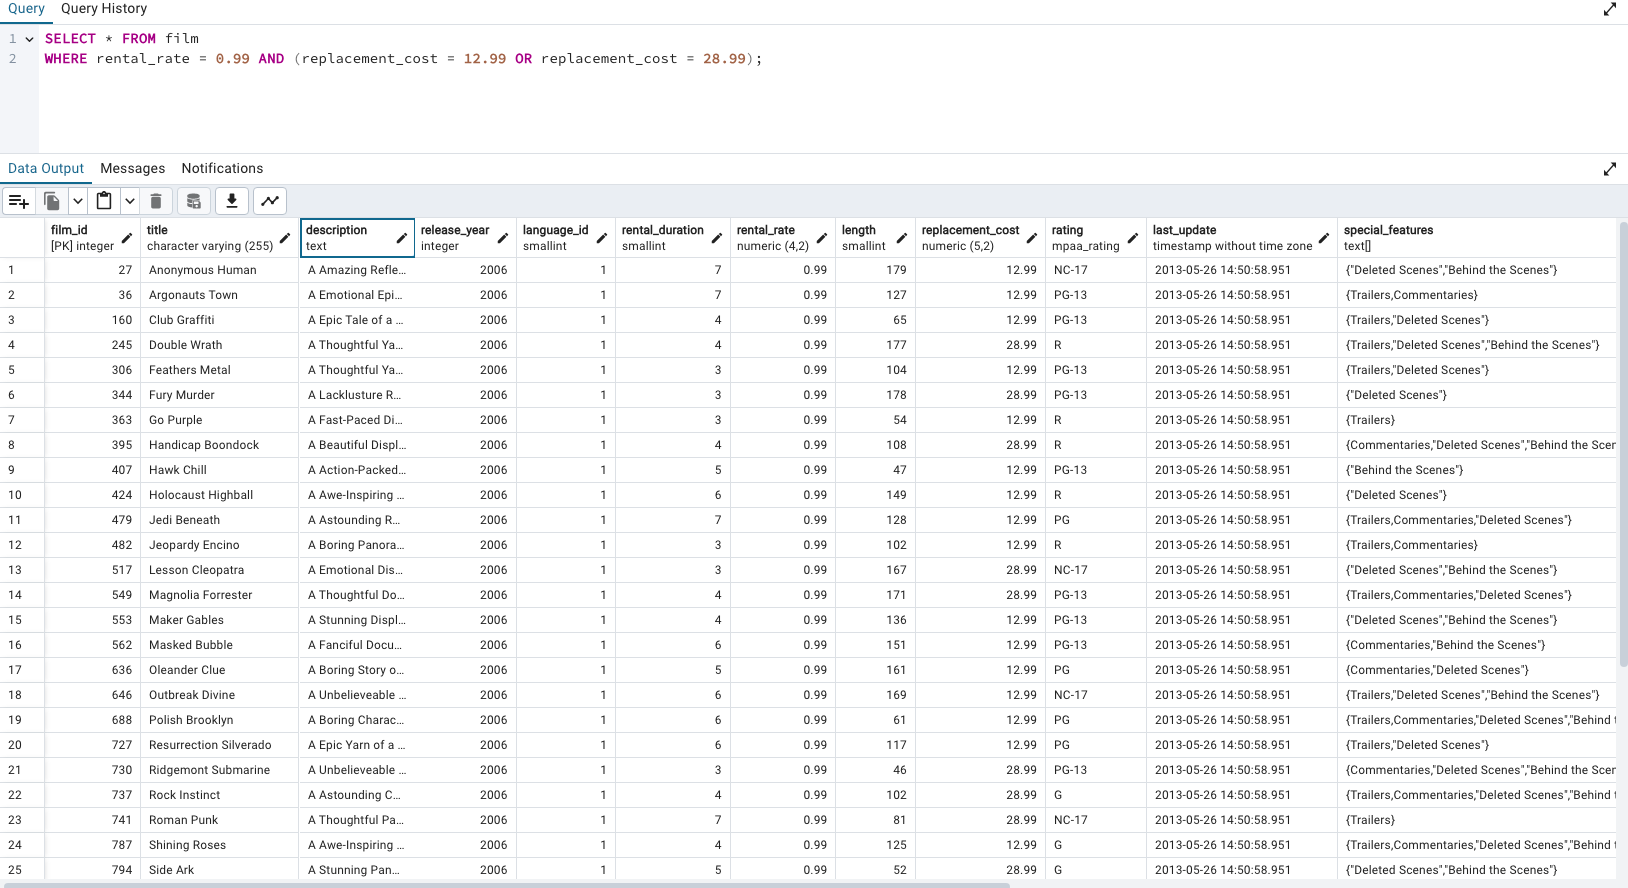 Query Query History
1 SELECT * FROM film
2 WHERE rental_rate = 0.99 AND (replacement_cost = 12.99 OR replacement_cost = 28.99);
Data Output Messages Notifications
film_id title description release_year language_id rental_duration rental_rate length replacement_cost rating last_update special_features
[PK] integer character varying (255) text integer smallint smallint numeric (4,2) smallint numeric (5,2) mpaa_rating timestamp without time zone text[]
1 27 Anonymous Human A Amazing Refle... 2006 1 7 0.99 179 12.99 NC-17 2013-05-26 14:50:58.951 {"Deleted Scenes","Behind the Scenes"}
2 36 Argonauts Town A Emotional Epi... 2006 1 7 0.99 127 12.99 PG-13 2013-05-26 14:50:58.951 {Trailers,Commentaries}
3 160 Club Graffiti A Epic Tale of a ... 2006 1 4 0.99 65 12.99 PG-13 2013-05-26 14:50:58.951 {Trailers,"Deleted Scenes"}
4 245 Double Wrath A Thoughtful Ya... 2006 1 4 0.99 177 28.99 R 2013-05-26 14:50:58.951 {Trailers,"Deleted Scenes","Behind the Scenes"}
5 306 Feathers Metal A Thoughtful Ya... 2006 1 3 0.99 104 12.99 PG-13 2013-05-26 14:50:58.951 {Trailers,"Deleted Scenes"}
6 344 Fury Murder A Lacklusture R... 2006 1 3 0.99 178 28.99 PG-13 2013-05-26 14:50:58.951 {"Deleted Scenes"}
7 363 Go Purple A Fast-Paced Di... 2006 1 3 0.99 54 12.99 R 2013-05-26 14:50:58.951 {Trailers}
8 395 Handicap Boondock A Beautiful Displ... 2006 1 4 0.99 108 28.99 R 2013-05-26 14:50:58.951 {Commentaries,"Deleted Scenes","Behind the Scer
9 407 Hawk Chill A Action-Packed... 2006 1 5 0.99 47 12.99 PG-13 2013-05-26 14:50:58.951 {"Behind the Scenes"}
10 424 Holocaust Highball A Awe-Inspiring ... 2006 1 6 0.99 149 12.99 R 2013-05-26 14:50:58.951 {"Deleted Scenes"}
11 479 Jedi Beneath A Astounding R... 2006 1 7 0.99 128 12.99 PG 2013-05-26 14:50:58.951 {Trailers,Commentaries,"Deleted Scenes"}
12 482 Jeopardy Encino A Boring Panora... 2006 1 3 0.99 102 12.99 R 2013-05-26 14:50:58.951 {Trailers,Commentaries}
13 517 Lesson Cleopatra A Emotional Dis... 2006 1 3 0.99 167 28.99 NC-17 2013-05-26 14:50:58.951 {"Deleted Scenes","Behind the Scenes"}
14 549 Magnolia Forrester A Thoughtful Do... 2006 1 4 0.99 171 28.99 PG-13 2013-05-26 14:50:58.951 {Trailers,Commentaries,"Deleted Scenes"}
15 553 Maker Gables A Stunning Displ... 2006 1 4 0.99 136 12.99 PG-13 2013-05-26 14:50:58.951 {"Deleted Scenes","Behind the Scenes"}
16 562 Masked Bubble A Fanciful Docu... 2006 1 6 0.99 151 12.99 PG-13 2013-05-26 14:50:58.951 {Commentaries,"Behind the Scenes"}
17 636 Oleander Clue A Boring Story o... 2006 1 5 0.99 161 12.99 PG 2013-05-26 14:50:58.951 {Commentaries,"Deleted Scenes"}
18 646 Outbreak Divine A Unbelieveable ... 2006 1 6 0.99 169 12.99 NC-17 2013-05-26 14:50:58.951 {Trailers,"Deleted Scenes","Behind the Scenes"}
19 688 Polish Brooklyn A Boring Charac... 2006 1 6 0.99 61 12.99 PG 2013-05-26 14:50:58.951 {Trailers,Commentaries,"Deleted Scenes","Behind t
20 727 Resurrection Silverado A Epic Yarn of a ... 2006 1 6 0.99 117 12.99 PG 2013-05-26 14:50:58.951 {Trailers,"Deleted Scenes"}
21 730 Ridgemont Submarine A Unbelieveable ... 2006 1 3 0.99 46 28.99 PG-13 2013-05-26 14:50:58.951 {Commentaries,"Deleted Scenes","Behind the Scer
22 737 Rock Instinct A Astounding C... 2006 1 4 0.99 102 28.99 G 2013-05-26 14:50:58.951 {Trailers,Commentaries,"Deleted Scenes","Behind t
23 741 Roman Punk A Thoughtful Pa... 2006 1 7 0.99 81 28.99 NC-17 2013-05-26 14:50:58.951 {Trailers}
24 787 Shining Roses A Awe-Inspiring ... 2006 1 4 0.99 125 12.99 G 2013-05-26 14:50:58.951 {Trailers,Commentaries,"Deleted Scenes","Behind t
25 794 Side Ark A Stunning Pan... 2006 1 5 0.99 52 28.99 G 2013-05-26 14:50:58.951 {"Deleted Scenes","Behind the Scenes"}